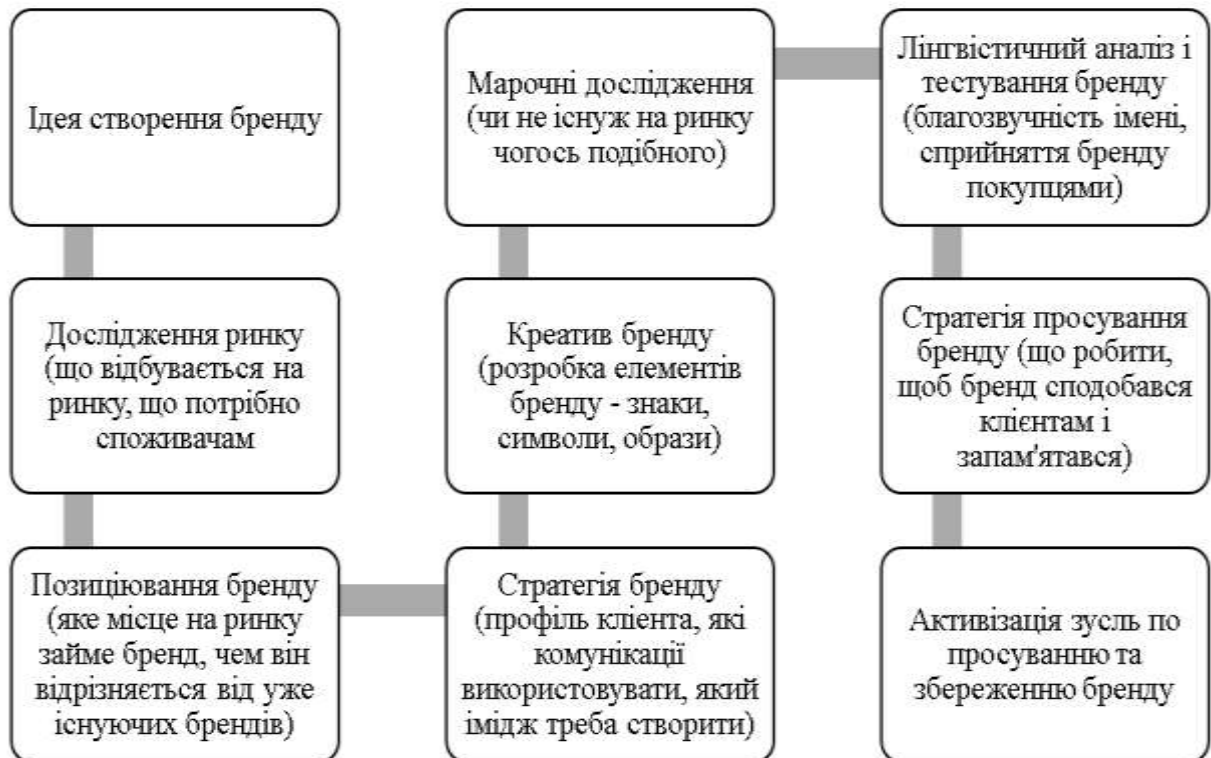 Ідея створення бренду
Дослідження ринку
(що відбувається на
ринку, що потрібно
споживачам
Позиціювання бренду
(яке місце на ринку
займе бренд, чем він
відрізняється від уже
існуючих брендів)
Стратегія бренду
(профіль клієнта, які
комунікації
використовувати, який
імідж треба створити)
Креатив бренду
(розробка елементів
бренду - знаки,
символи, образи)
Марочні дослідження
(чи не існуж на ринку
чогось подібного)
Лінгвістичний аналіз і
тестування бренду
(благозвучність імені,
сприйняття бренду
покупцями)
Стратегія просування
бренду (що робити,
щоб бренд сподобався
клієнтам і
запам'ятався)
Активізація зусль по
просуванню та
збереженню бренду